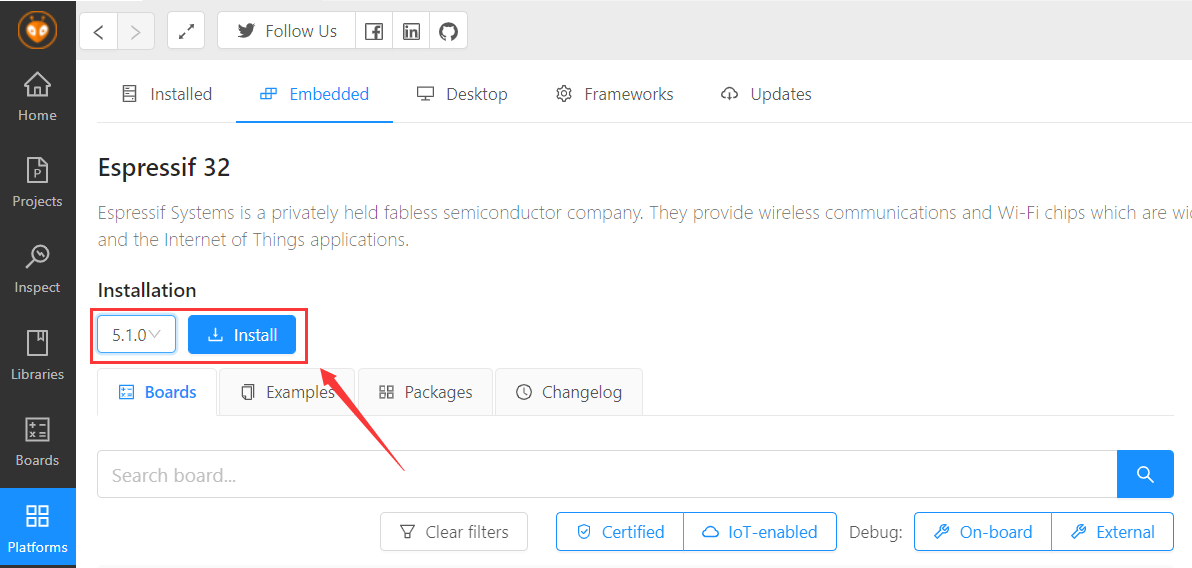 Follow Us
Home
Projects
Inspect
Libraries
Boards
Platforms
Installed
Embedded
Desktop
Frameworks
Updates
Espressif 32
Espressif Systems is a privately held fabless semiconductor company. They provide wireless communications and Wi-Fi chips which are
and the Internet of Things applications.
Installation
5.1.0
Install
Boards
Examples
Packages
Changelog
Search board...
Clear filters
Certified
IoT-enabled
Debug:
On-board
External